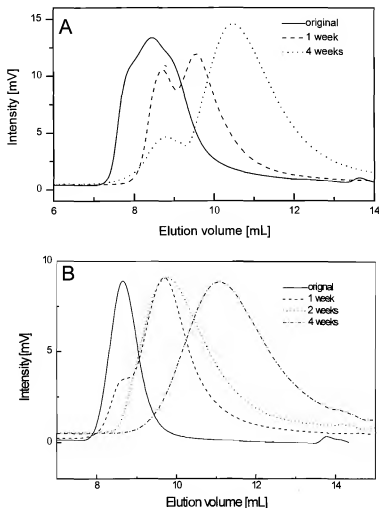 A
original
1 week
4 weeks
15
10
5
0
Intensity [mV]
6 8 10 12 14
Elution volume [mL]
B
orignal
1 week
2 weeks
4 weeks
10
5
0
Intensity [mV]
8 10 12 14
Elution volume [mL]